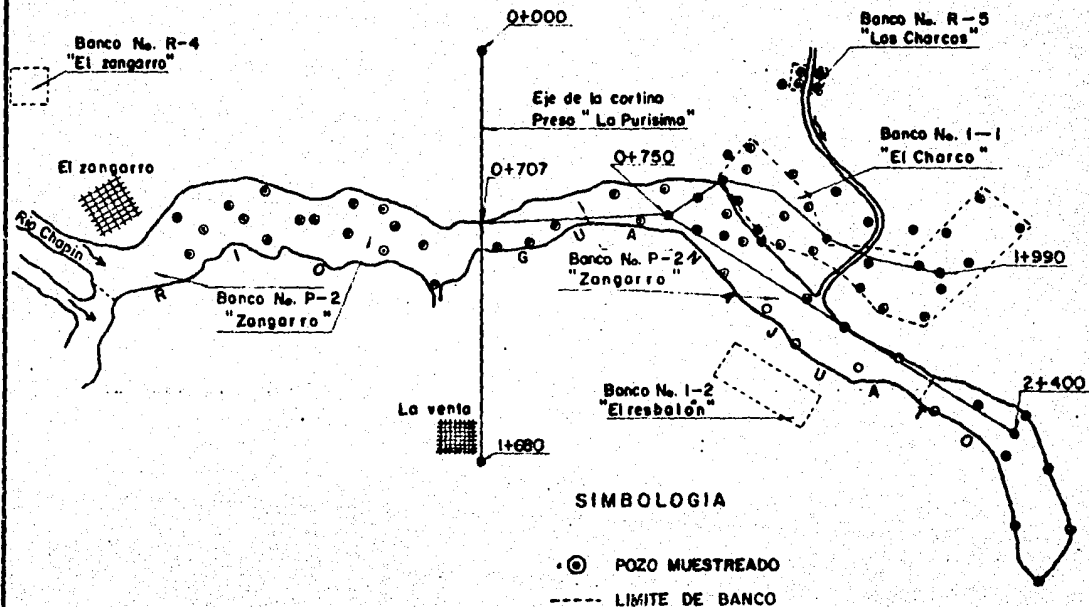 0+000
Banco No. R-5
"Los Charcos"
Banco No. R-4
"El zangarro"
Eje de la cortina
Presa "La Purisima"
Banco No. 1-1
"El Charco"
El zangarro
0+707
0+750
Rio Chapin
RIO GUANAJUATO
Banco No. P-2
"Zangarro"
Banco No. P-2
"Zangarro"
1+990
Banco No. 1-2
"El resbalón"
2+400
La venta
1+680
SIMBOLOGIA
POZO MUESTREADO
LIMITE DE BANCO